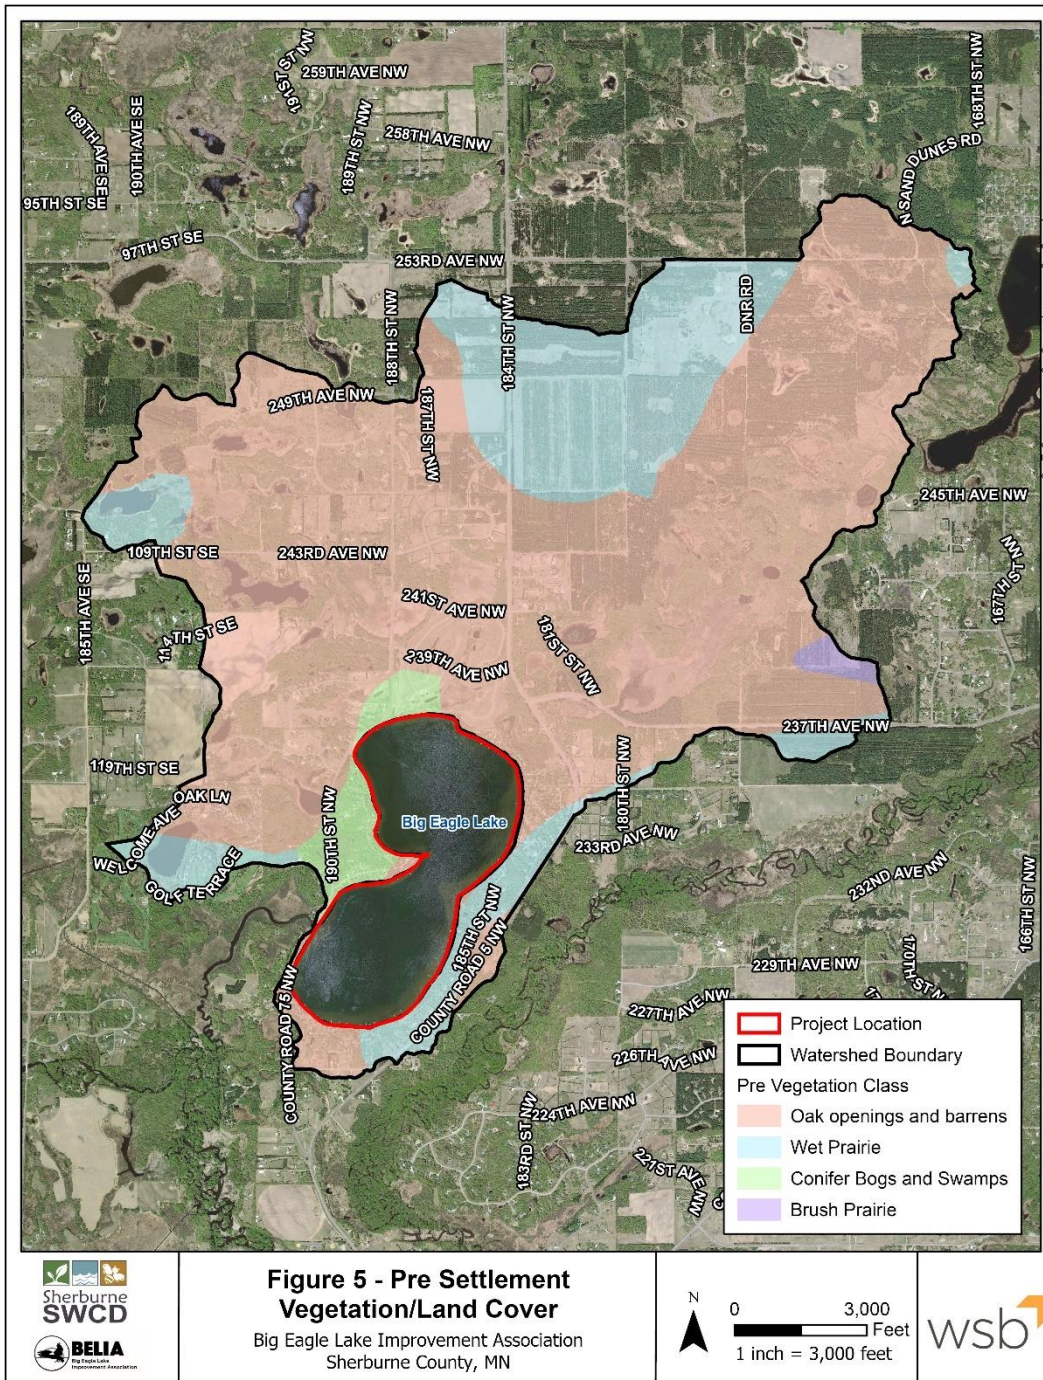 259TH AVE NW
191ST ST NW
168TH ST NW
258TH AVE NW
189TH AVE SE
190TH AVE SE
189TH ST NW
N SAND DUNES RD
95TH ST SE
97TH ST SE
253RD AVE NW
DNR RD
188TH ST NW
184TH ST NW
249TH AVE NW
187TH ST NW
245TH AVE NW
109TH ST SE
243RD AVE NW
167TH ST NW
185TH AVE SE
114TH ST SE
241ST AVE NW
181ST ST NW
239TH AVE NW
237TH AVE NW
119TH ST SE
OAK LN
180TH ST NW
190TH ST NW
Big Eagle Lake
WELCOME AVE
233RD AVE NW
GOLF TERRACE
232ND AVE NW
166TH ST NW
185TH ST NW
COUNTY ROAD 5 NW
229TH AVE NW
170TH ST N
COUNTY ROAD 75 NW
227TH AVE NW
226TH AVE NW
224TH AVE NW
183RD ST NW
221ST AVE NW
Project Location
Watershed Boundary
Pre Vegetation Class
Oak openings and barrens
Wet Prairie
Conifer Bogs and Swamps
Brush Prairie
Sherburne
SWCD
BELIA
Big Eagle Lake
Improvement Association
Figure 5 - Pre Settlement
Vegetation/Land Cover
Big Eagle Lake Improvement Association
Sherburne County, MN
N
0 3,000
Feet
1 inch = 3,000 feet
wsb